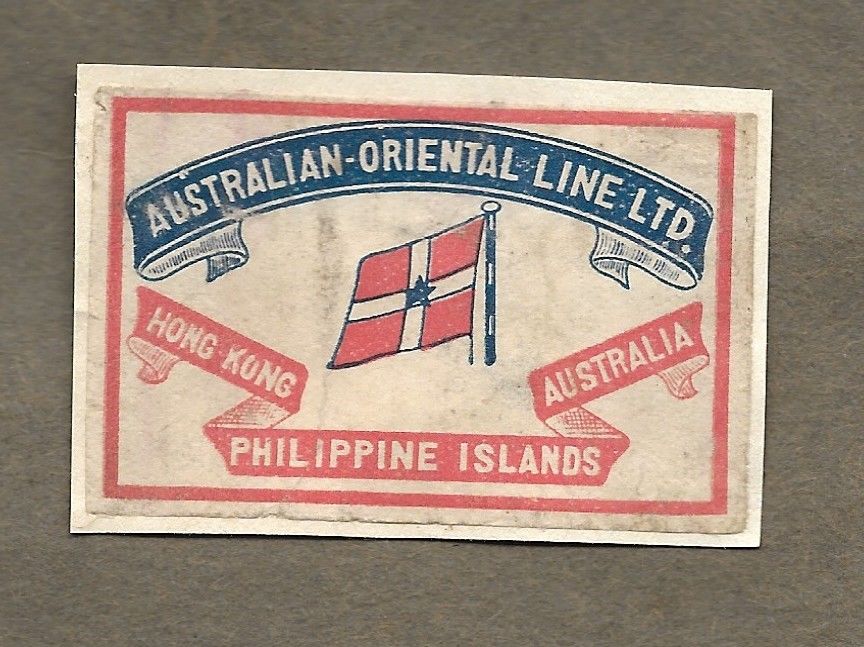 AUSTRALIAN-ORIENTAL LINE LTD.
HONG-KONG
AUSTRALIA
PHILIPPINE ISLANDS